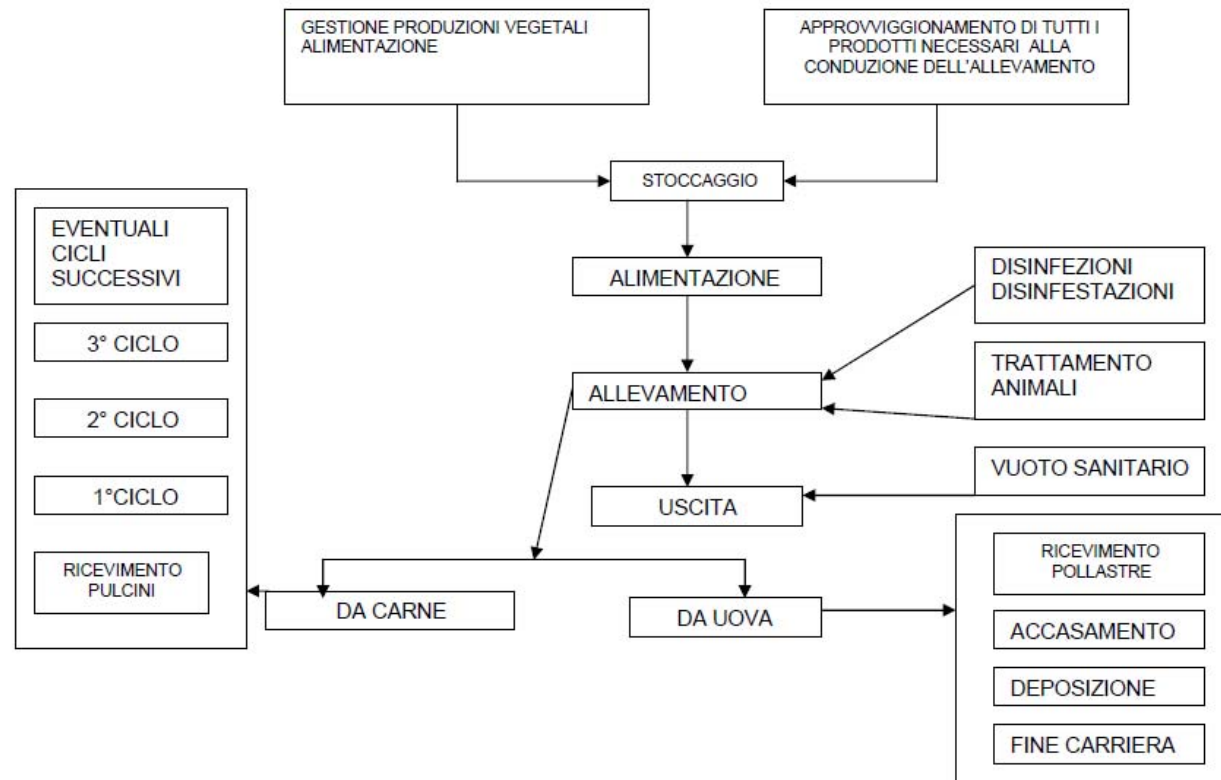 GESTIONE PRODUZIONI VEGETALI
ALIMENTAZIONE
APPROVVIGGIONAMENTO DI TUTTI I
PRODOTTI NECESSARI ALLA
CONDUZIONE DELL'ALLEVAMENTO
STOCCAGGIO
EVENTUALI
CICLI
SUCCESSIVI
3° CICLO
2° CICLO
1°CICLO
RICEVIMENTO
PULCINI
ALIMENTAZIONE
ALLEVAMENTO
USCITA
DISINFEZIONI
DISINFESTAZIONI
TRATTAMENTO
ANIMALI
VUOTO SANITARIO
DA CARNE
DA UOVA
RICEVIMENTO
POLLASTRE
ACCASAMENTO
DEPOSIZIONE
FINE CARRIERA